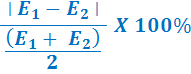 | E₁ − E₂ |
(E₁ + E₂) X 100%
2